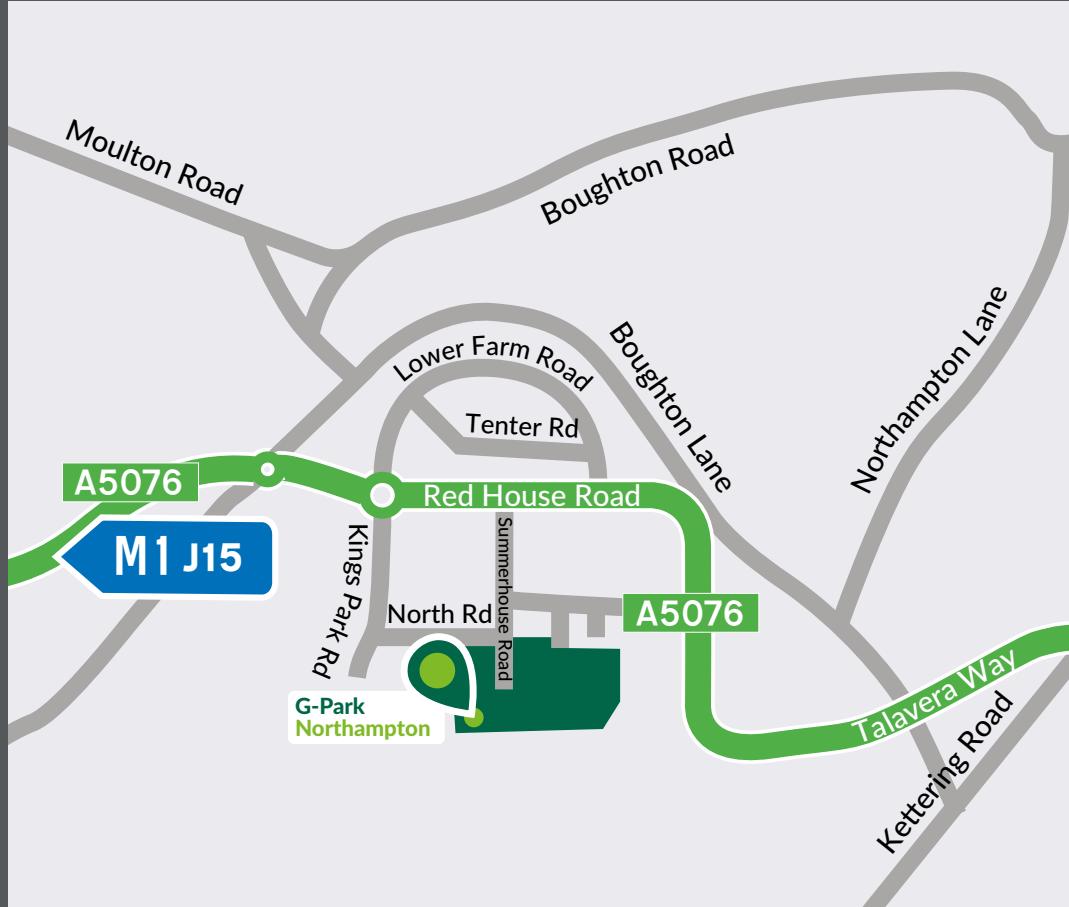 Moulton Road
Boughton Road
Northampton Lane
Boughton Lane
Lower Farm Road
Tenter Rd
A5076
Red House Road
M1 J15
Kings Park Rd
Summerhouse Road
North Rd
A5076
G-Park
Northampton
Talavera Way
Kettering Road